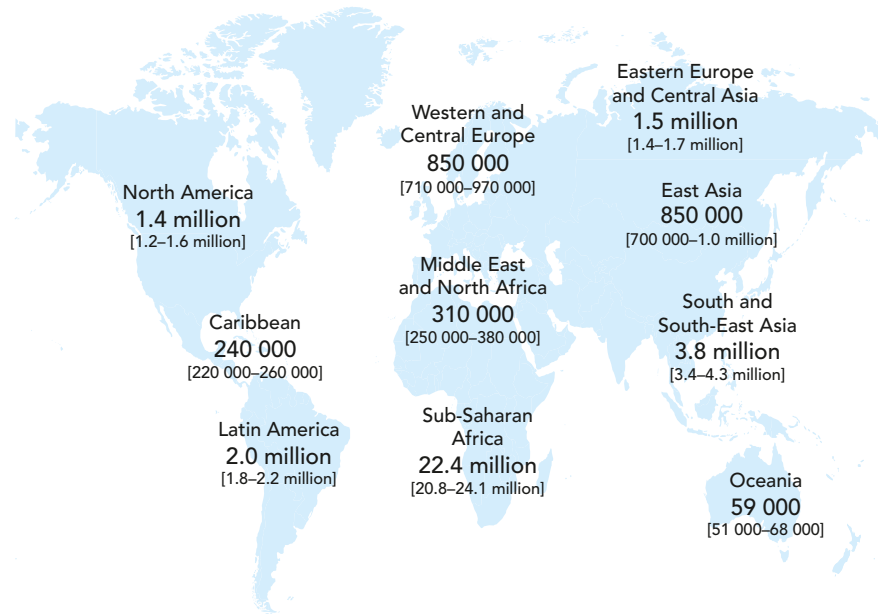 Eastern Europe
and Central Asia
1.5 million
[1.4–1.7 million]
Western and
Central Europe
850 000
[710 000–970 000]
North America
1.4 million
[1.2–1.6 million]
East Asia
850 000
[700 000–1.0 million]
Middle East
and North Africa
310 000
[250 000–380 000]
South and
South-East Asia
3.8 million
[3.4–4.3 million]
Caribbean
240 000
[220 000–260 000]
Latin America
2.0 million
[1.8–2.2 million]
Sub-Saharan
Africa
22.4 million
[20.8–24.1 million]
Oceania
59 000
[51 000–68 000]